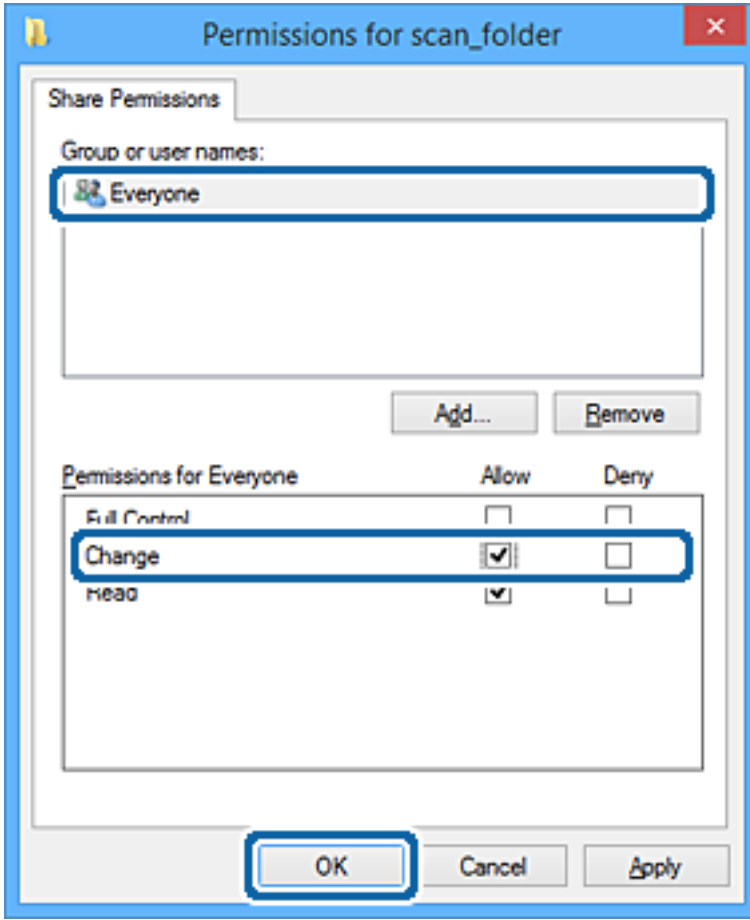 Permissions for scan_folder
Share Permissions
Group or user names:
Everyone
Add...
Remove
Permissions for Everyone Allow Deny
Full Control
Change
Read
OK Cancel Apply